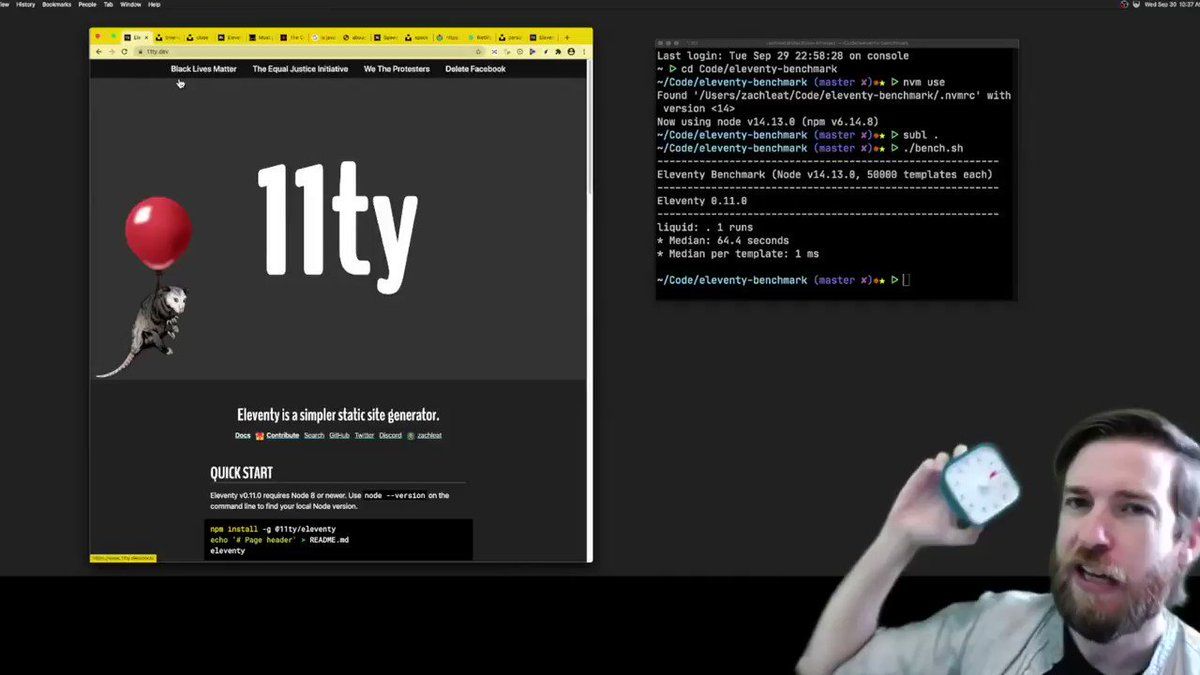 View History Bookmarks People Tab Window Help
Wed Sep 30 10:37
11ty.dev
Black Lives Matter The Equal Justice Initiative We The Protesters Delete Facebook
11ty
Eleventy is a simpler static site generator.
Docs Contribute Search GitHub Twitter Discord zachleat
QUICK START
Eleventy v0.11.0 requires Node 8 or newer. Use node --version on the
command line to find your local Node version.
npm install -g @11ty/eleventy
echo '# Page header' > README.md
eleventy
Last login: Tue Sep 29 22:58:28 on console
~ ▷ cd Code/eleventy-benchmark
~/Code/eleventy-benchmark (master ✘)✹★ ▷ nvm use
Found '/Users/zachleat/Code/eleventy-benchmark/.nvmrc' with
version <14>
Now using node v14.13.0 (npm v6.14.8)
~/Code/eleventy-benchmark (master ✘)✹★ ▷ subl .
~/Code/eleventy-benchmark (master ✘)✹★ ▷ ./bench.sh
---------------------------------------------------------
Eleventy Benchmark (Node v14.13.0, 50000 templates each)
---------------------------------------------------------
Eleventy 0.11.0
---------------------------------------------------------
liquid: . 1 runs
* Median: 64.4 seconds
* Median per template: 1 ms
~/Code/eleventy-benchmark (master ✘)✹★ ▷